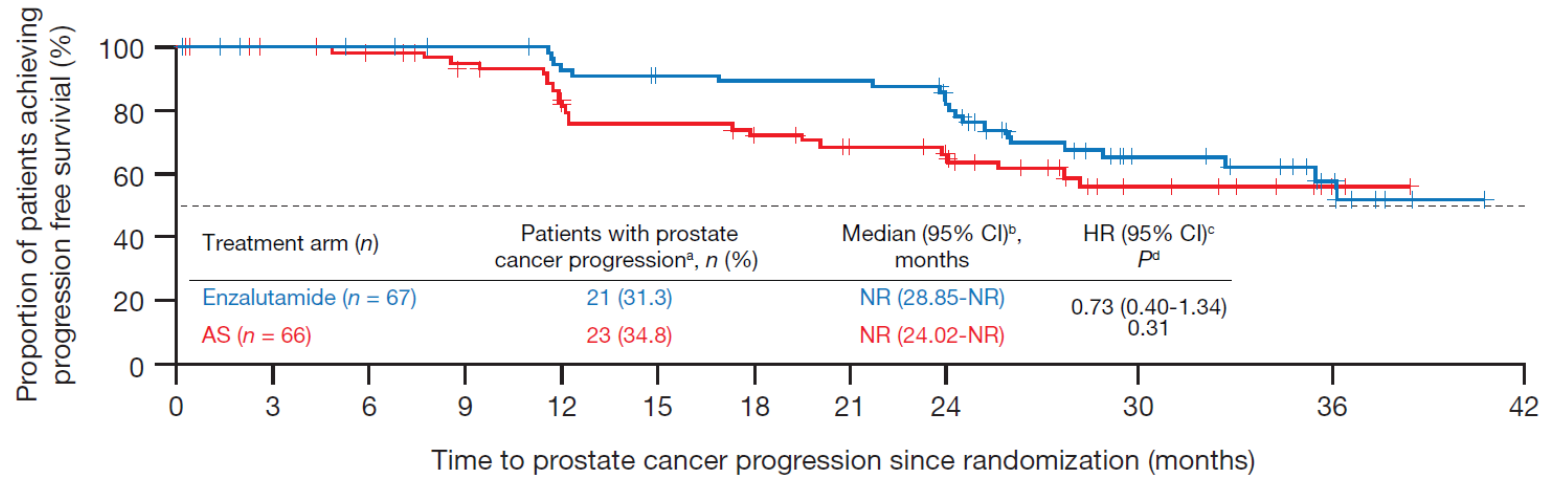 Proportion of patients achieving
progression free survivial (%)
100
80
60
40
20
0
Treatment arm (n)
Patients with prostate
cancer progressionᵃ, n (%)
Median (95% CI)ᵇ,
months
HR (95% CI)ᶜ
Pᵈ
Enzalutamide (n = 67)
21 (31.3)
NR (28.85-NR)
AS (n = 66)
23 (34.8)
NR (24.02-NR)
0.73 (0.40-1.34)
0.31
0 3 6 9 12 15 18 21 24 30 36 42
Time to prostate cancer progression since randomization (months)